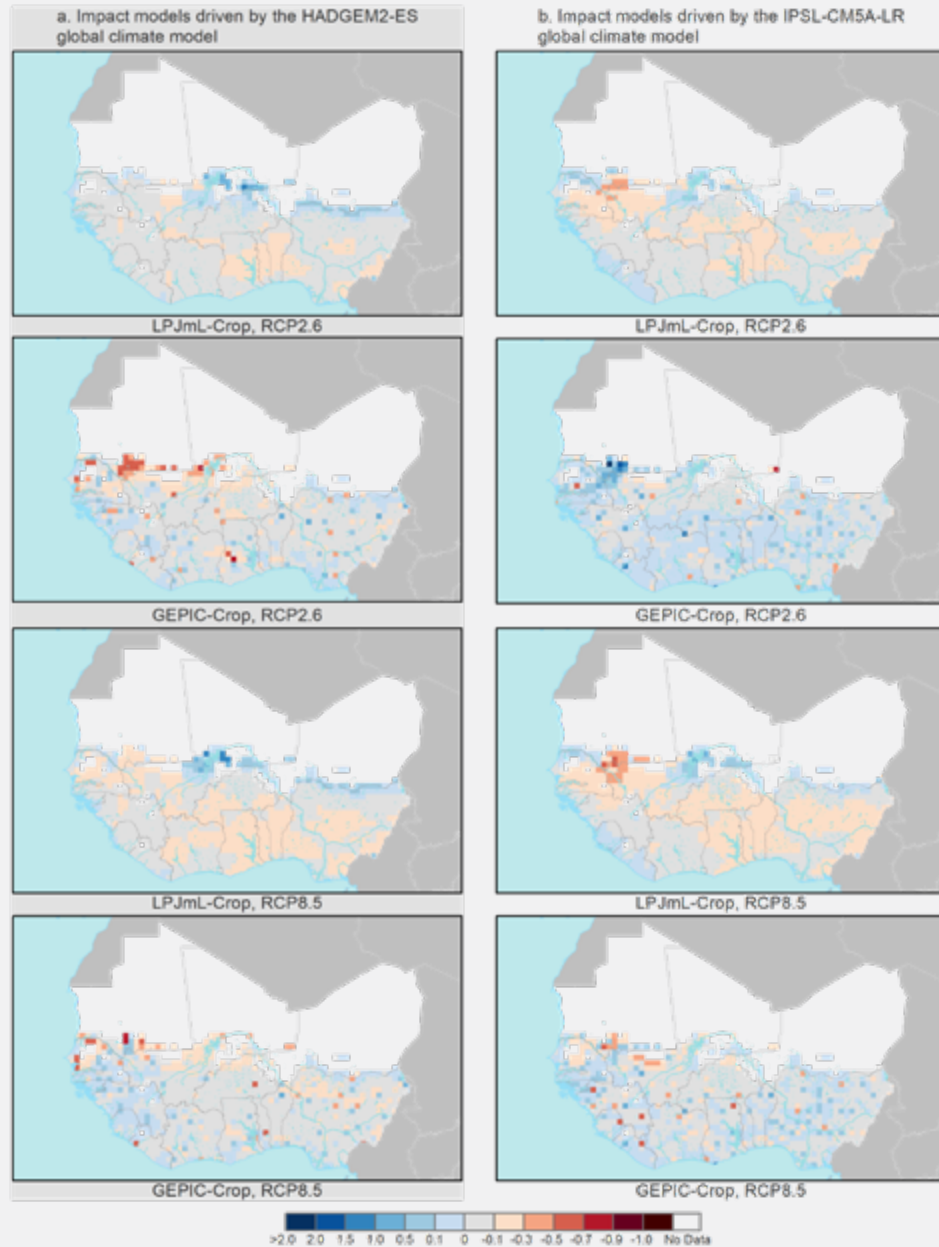 a. Impact models driven by the HADGEM2-ES
global climate model
b. Impact models driven by the IPSL-CM5A-LR
global climate model
LPJmL-Crop, RCP2.6
LPJmL-Crop, RCP2.6
GEPIC-Crop, RCP2.6
GEPIC-Crop, RCP2.6
LPJmL-Crop, RCP8.5
LPJmL-Crop, RCP8.5
GEPIC-Crop, RCP8.5
GEPIC-Crop, RCP8.5
>2.0 2.0 1.5 1.0 0.5 0.1 0 -0.1 -0.3 -0.5 -0.7 -0.9 -1.0 No Data